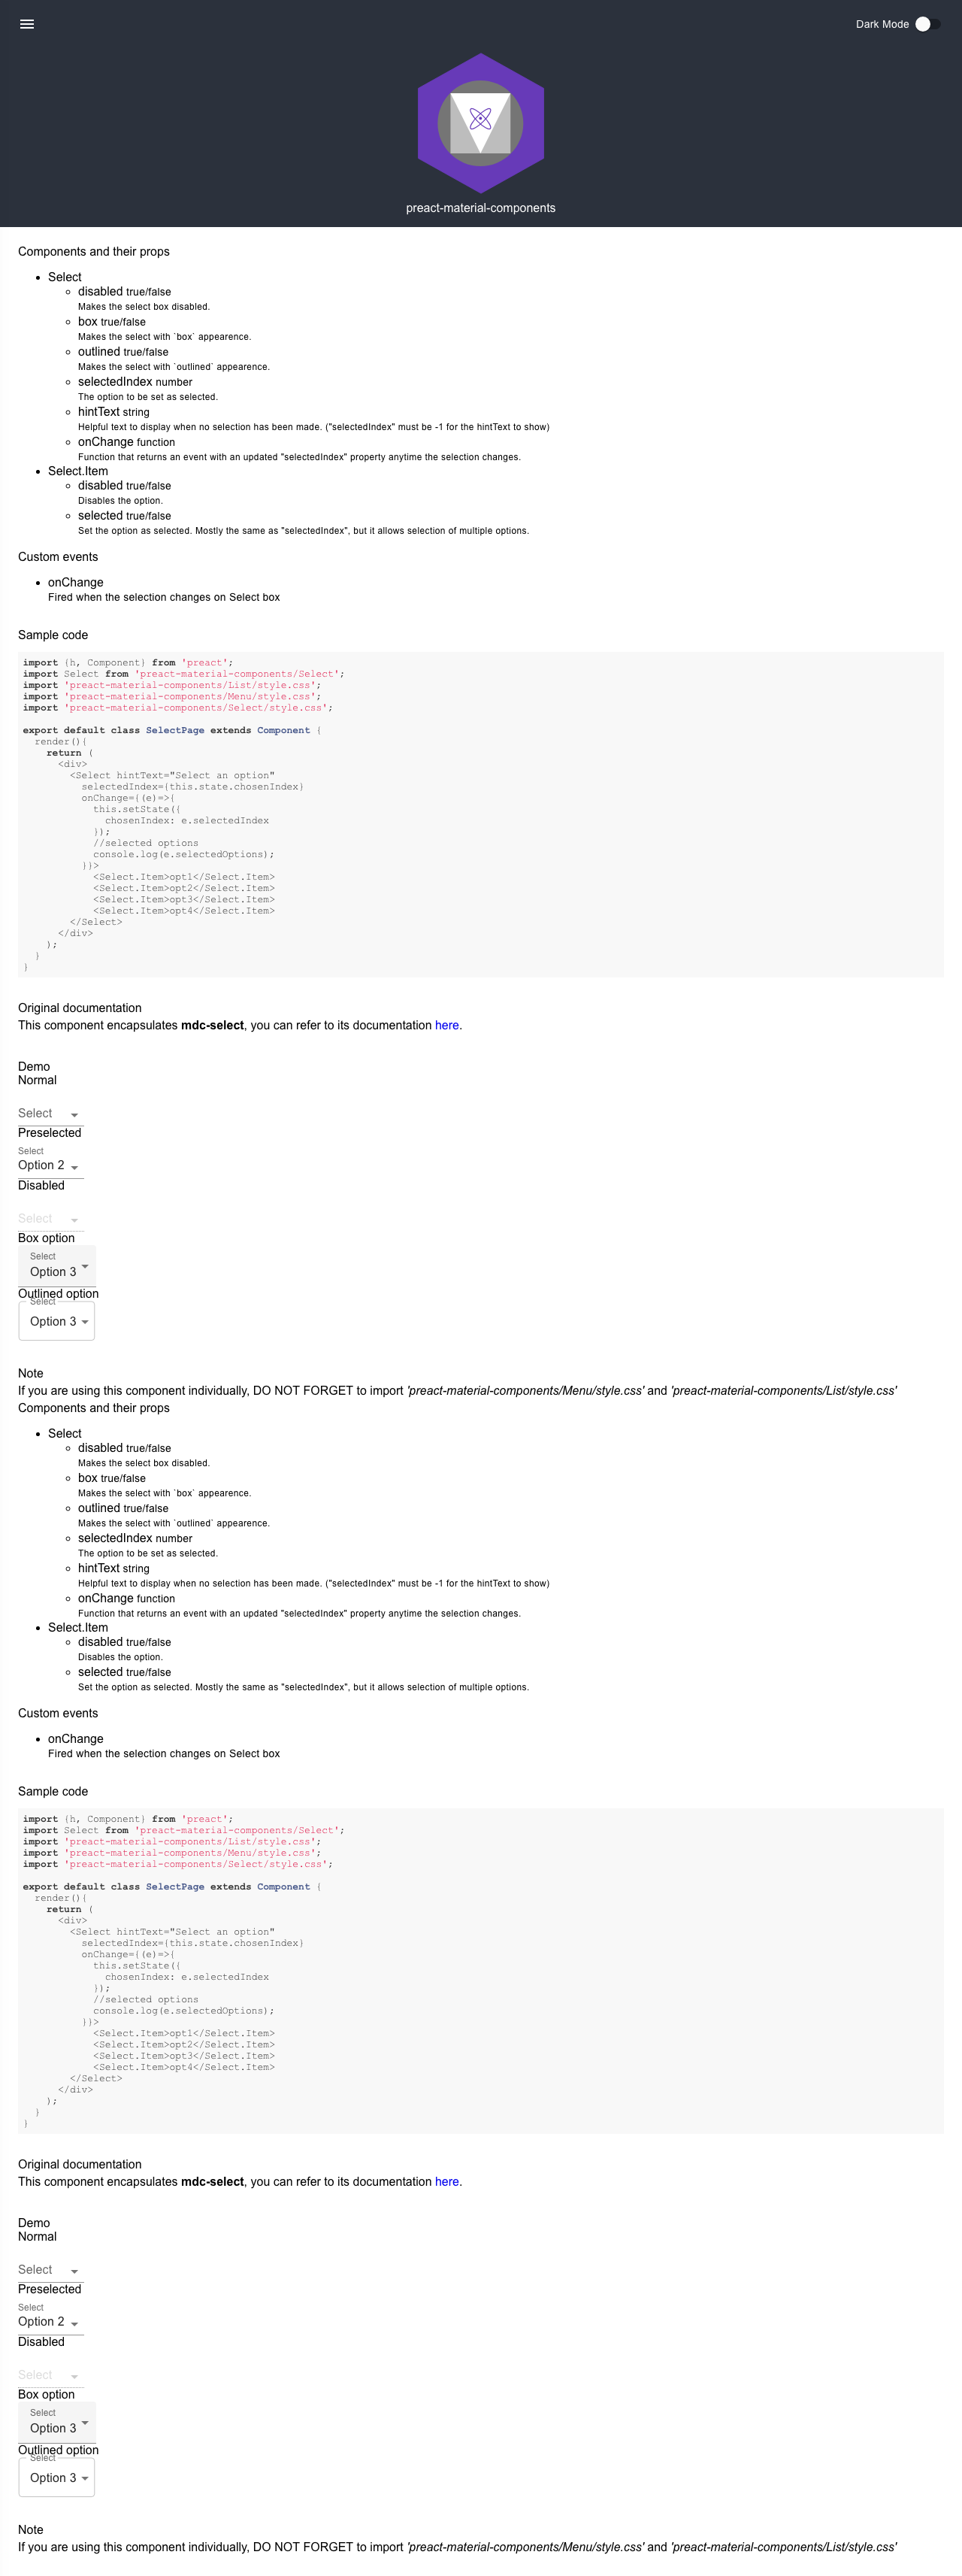 Dark Mode
preact-material-components
Components and their props
Select
disabled true/false
Makes the select box disabled.
box true/false
Makes the select with `box` appearence.
outlined true/false
Makes the select with `outlined` appearence.
selectedIndex number
The option to be set as selected.
hintText string
Helpful text to display when no selection has been made. ("selectedIndex" must be -1 for the hintText to show)
onChange function
Function that returns an event with an updated "selectedIndex" property anytime the selection changes.
Select.Item
disabled true/false
Disables the option.
selected true/false
Set the option as selected. Mostly the same as "selectedIndex", but it allows selection of multiple options.
Custom events
onChange
Fired when the selection changes on Select box
Sample code
import {h, Component} from 'preact';
import Select from 'preact-material-components/Select';
import 'preact-material-components/List/style.css';
import 'preact-material-components/Menu/style.css';
import 'preact-material-components/Select/style.css';
export default class SelectPage extends Component {
render(){
return (
<div>
<Select hintText="Select an option"
selectedIndex={this.state.chosenIndex}
onChange={(e)=>{
this.setState({
chosenIndex: e.selectedIndex
});
//selected options
console.log(e.selectedOptions);
}}>
<Select.Item>opt1</Select.Item>
<Select.Item>opt2</Select.Item>
<Select.Item>opt3</Select.Item>
<Select.Item>opt4</Select.Item>
</Select>
</div>
);
}
}
Original documentation
This component encapsulates mdc-select, you can refer to its documentation here.
Demo
Normal
Select
Preselected
Select
Option 2
Disabled
Select
Box option
Select
Option 3
Outlined option
Select
Option 3
Note
If you are using this component individually, DO NOT FORGET to import 'preact-material-components/Menu/style.css' and 'preact-material-components/List/style.css'
Components and their props
Select
disabled true/false
Makes the select box disabled.
box true/false
Makes the select with `box` appearence.
outlined true/false
Makes the select with `outlined` appearence.
selectedIndex number
The option to be set as selected.
hintText string
Helpful text to display when no selection has been made. ("selectedIndex" must be -1 for the hintText to show)
onChange function
Function that returns an event with an updated "selectedIndex" property anytime the selection changes.
Select.Item
disabled true/false
Disables the option.
selected true/false
Set the option as selected. Mostly the same as "selectedIndex", but it allows selection of multiple options.
Custom events
onChange
Fired when the selection changes on Select box
Sample code
import {h, Component} from 'preact';
import Select from 'preact-material-components/Select';
import 'preact-material-components/List/style.css';
import 'preact-material-components/Menu/style.css';
import 'preact-material-components/Select/style.css';
export default class SelectPage extends Component {
render(){
return (
<div>
<Select hintText="Select an option"
selectedIndex={this.state.chosenIndex}
onChange={(e)=>{
this.setState({
chosenIndex: e.selectedIndex
});
//selected options
console.log(e.selectedOptions);
}}>
<Select.Item>opt1</Select.Item>
<Select.Item>opt2</Select.Item>
<Select.Item>opt3</Select.Item>
<Select.Item>opt4</Select.Item>
</Select>
</div>
);
}
}
Original documentation
This component encapsulates mdc-select, you can refer to its documentation here.
Demo
Normal
Select
Preselected
Select
Option 2
Disabled
Select
Box option
Select
Option 3
Outlined option
Select
Option 3
Note
If you are using this component individually, DO NOT FORGET to import 'preact-material-components/Menu/style.css' and 'preact-material-components/List/style.css'